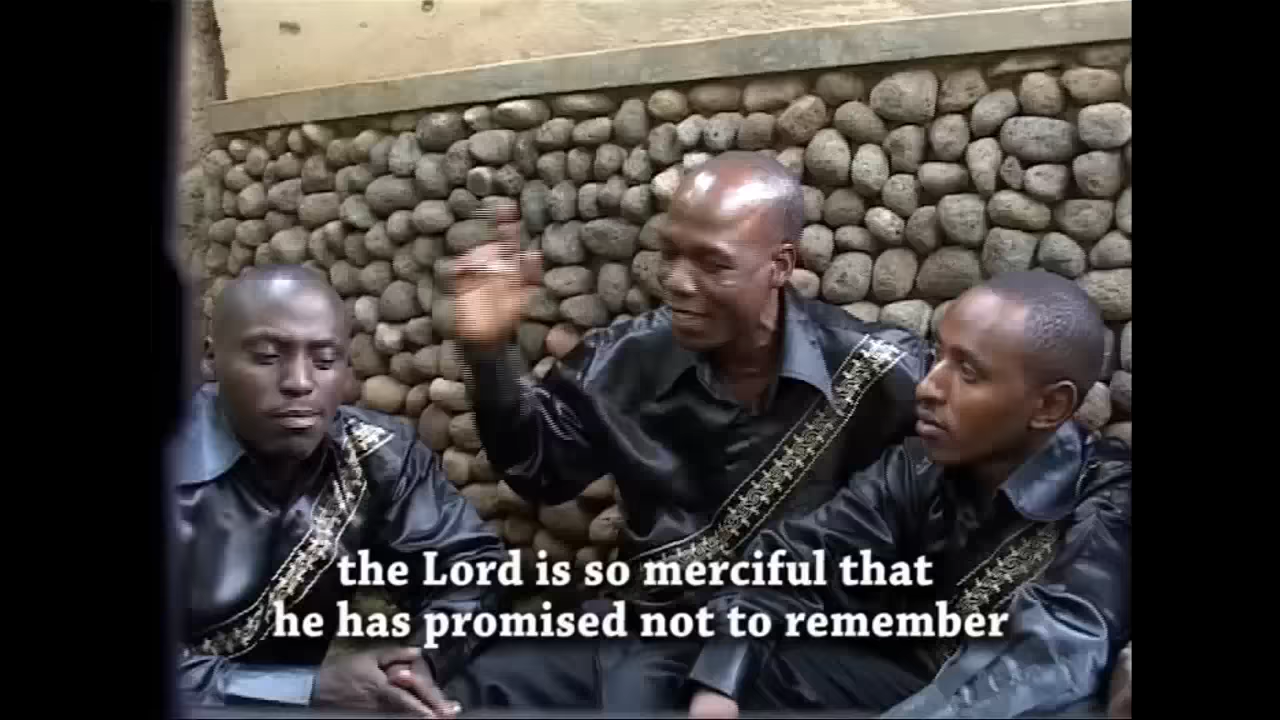 the Lord is so merciful that
he has promised not to remember